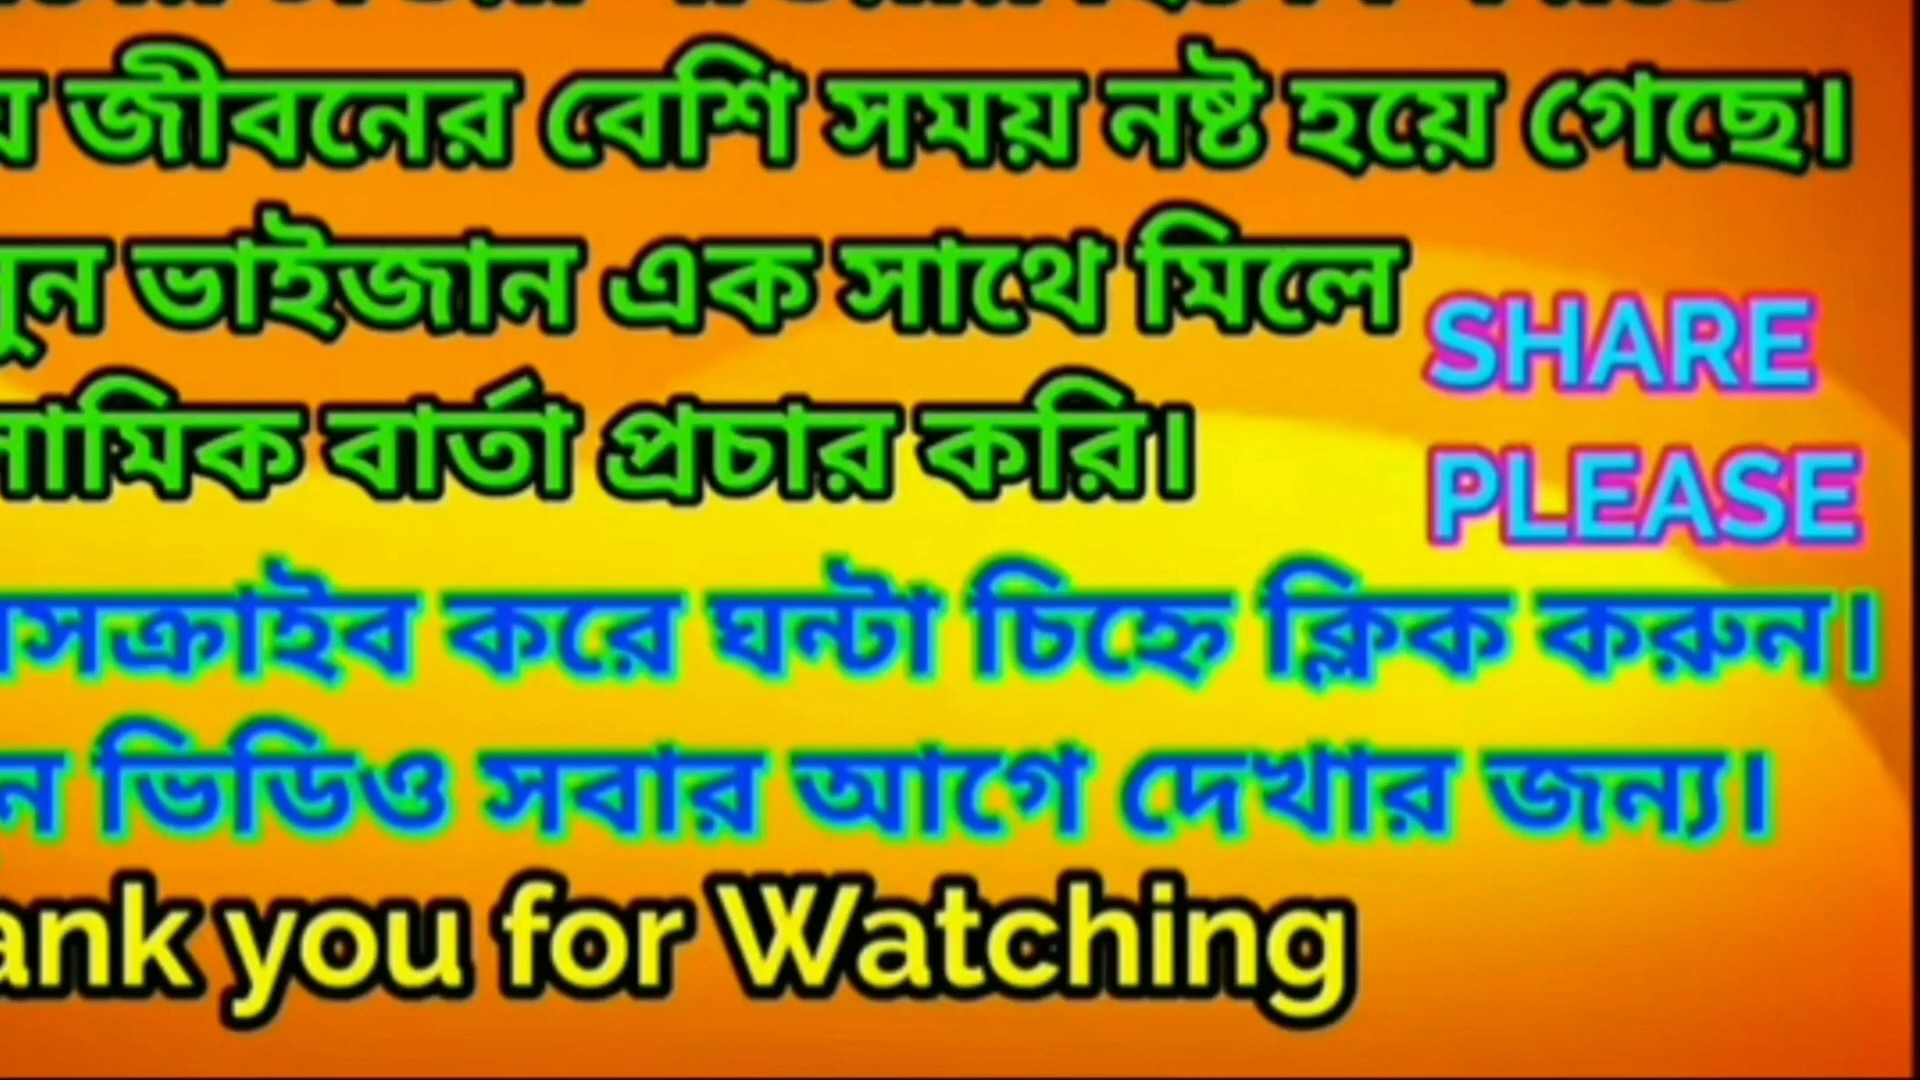 জীবনের বেশি সময় নষ্ট হয়ে গেছে।
ভাইজান এক সাথে মিলে
SHARE
বার্তা প্রচার করি।
PLEASE
করে ঘন্টা চিহ্নে ক্লিক করুন।
ভিডিও সবার আগে দেখার জন্য।
ank you for Watching